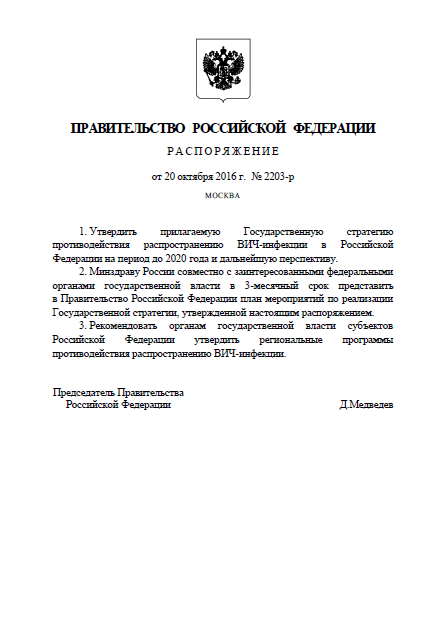 ПРАВИТЕЛЬСТВО РОССИЙСКОЙ ФЕДЕРАЦИИ
РАСПОРЯЖЕНИЕ
от 20 октября 2016 г. № 2203-р
МОСКВА
1. Утвердить прилагаемую Государственную стратегию
противодействия распространению ВИЧ-инфекции в Российской
Федерации на период до 2020 года и дальнейшую перспективу.
2. Минздраву России совместно с заинтересованными федеральными
органами государственной власти в 3-месячный срок представить
в Правительство Российской Федерации план мероприятий по реализации
Государственной стратегии, утвержденной настоящим распоряжением.
3. Рекомендовать органам государственной власти субъектов
Российской Федерации утвердить региональные программы
противодействия распространению ВИЧ-инфекции.
Председатель Правительства
Российской Федерации Д.Медведев